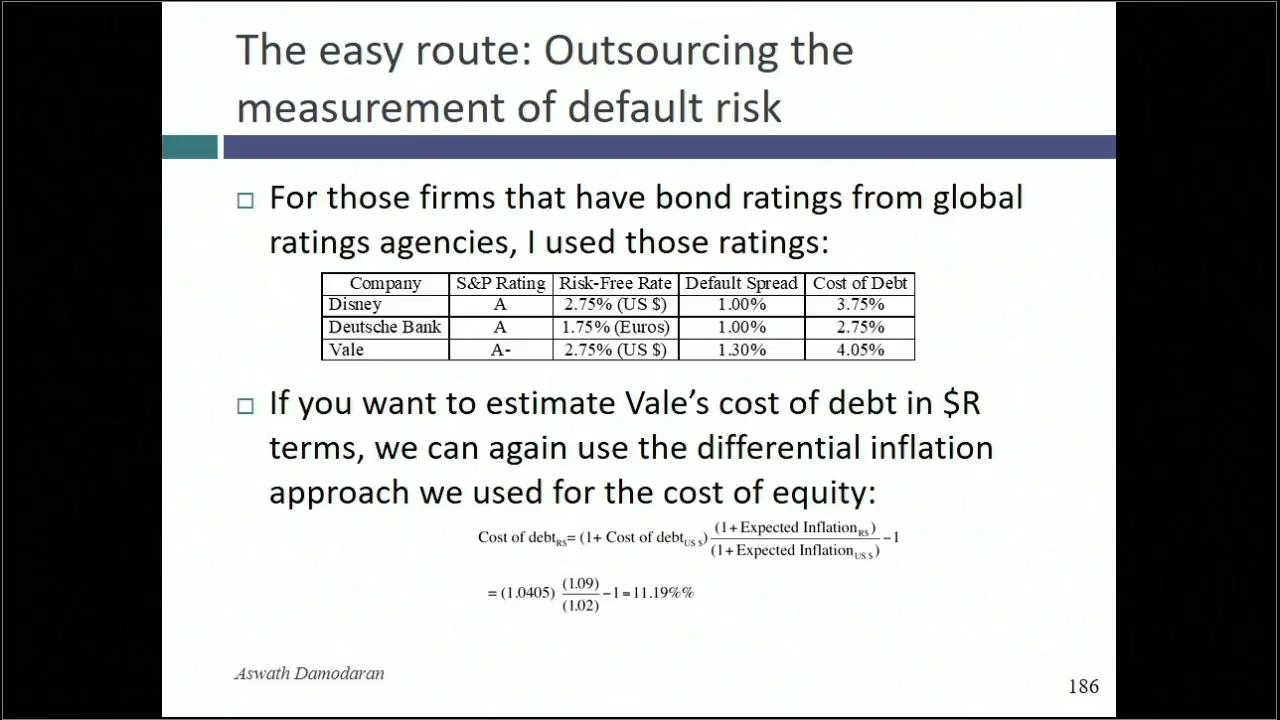 The easy route: Outsourcing the
measurement of default risk
For those firms that have bond ratings from global
ratings agencies, I used those ratings:
Company S&P Rating Risk-Free Rate Default Spread Cost of Debt
Disney A 2.75% (US $) 1.00% 3.75%
Deutsche Bank A 1.75% (Euros) 1.00% 2.75%
Vale A- 2.75% (US $) 1.30% 4.05%
If you want to estimate Vale’s cost of debt in $R
terms, we can again use the differential inflation
approach we used for the cost of equity:
Cost of debt_R$ = (1+ Cost of debt_US $) (1+Expected Inflation_R$) / (1+Expected Inflation_US $) −1
= (1.0405) (1.09) / (1.02) −1 = 11.19%%
Aswath Damodaran
186